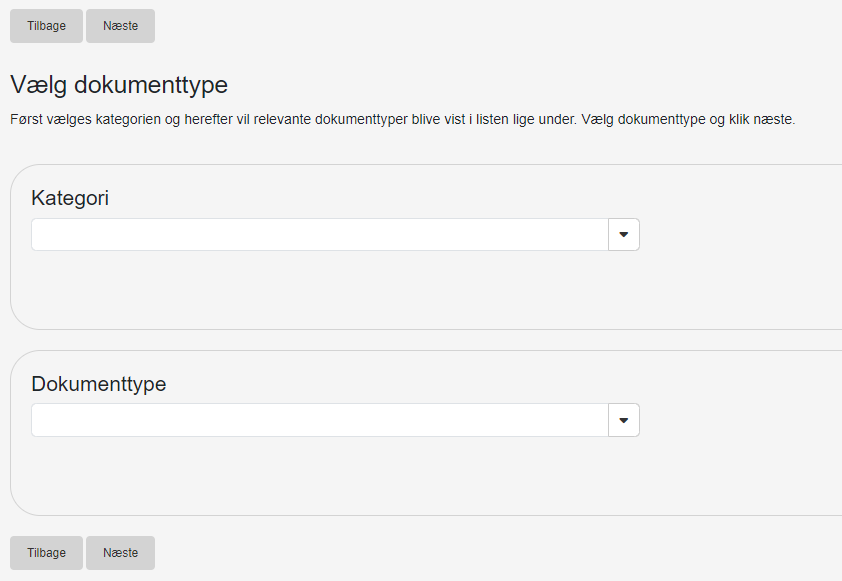 Tilbage Næste
Vælg dokumenttype
Først vælges kategorien og herefter vil relevante dokumenttyper blive vist i listen lige under. Vælg dokumenttype og klik næste.
Kategori
Dokumenttype
Tilbage Næste